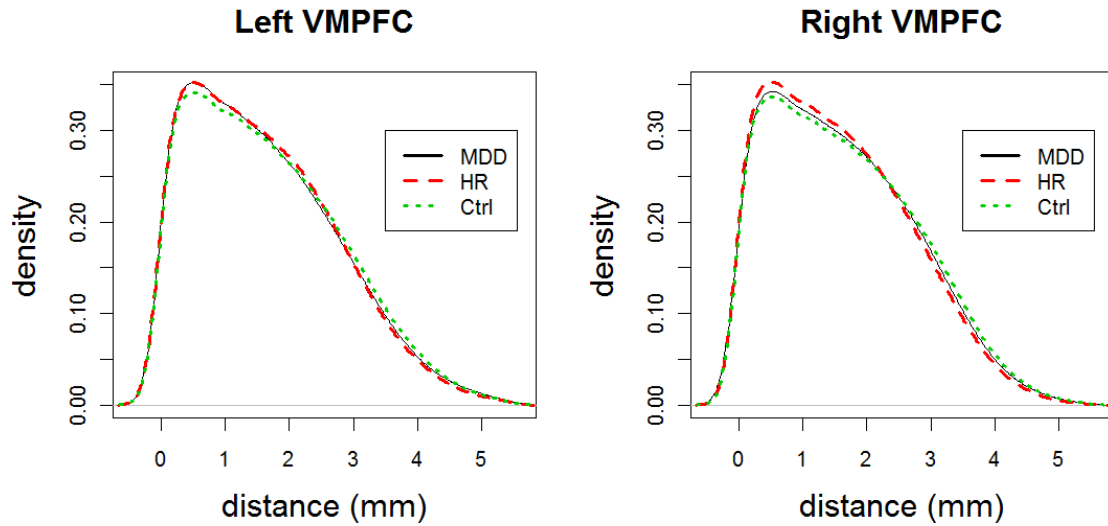 Left VMPFC
density
0.00 0.10 0.20 0.30
MDD
HR
Ctrl
0 1 2 3 4 5
distance (mm)
Right VMPFC
density
0.00 0.10 0.20 0.30
MDD
HR
Ctrl
0 1 2 3 4 5
distance (mm)